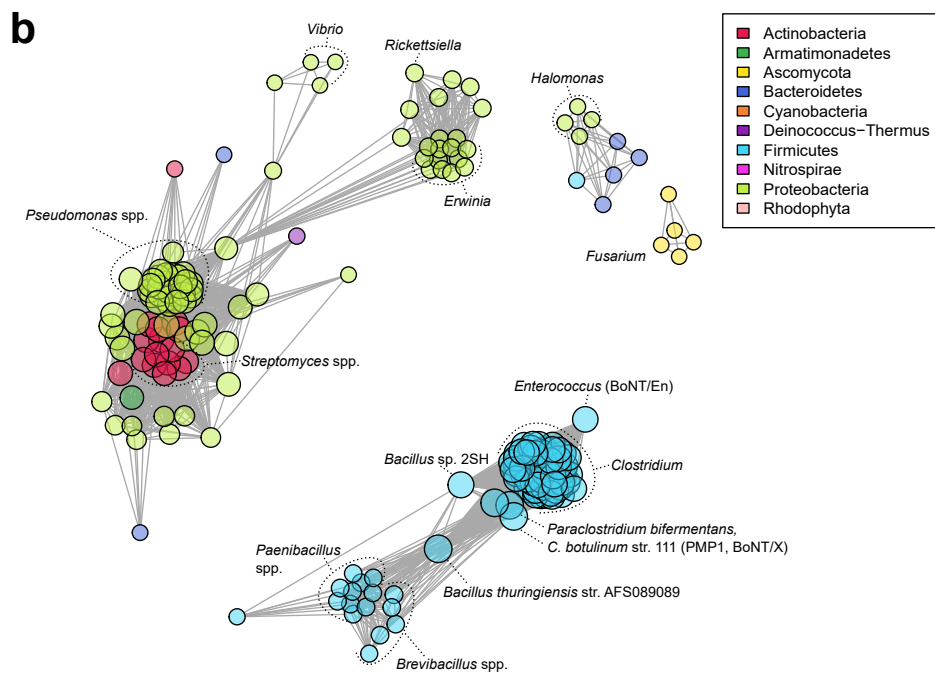 b
Vibrio
Rickettsiella
Halomonas
Actinobacteria
Armatimonadetes
Ascomycota
Bacteroidetes
Cyanobacteria
Deinococcus−Thermus
Firmicutes
Nitrospirae
Proteobacteria
Rhodophyta
Erwinia
Pseudomonas spp.
Fusarium
Streptomyces spp.
Enterococcus (BoNT/En)
Bacillus sp. 2SH
Clostridium
Paraclostridium bifermentans,
C. botulinum str. 111 (PMP1, BoNT/X)
Paenibacillus
spp.
Bacillus thuringiensis str. AFS089089
Brevibacillus spp.